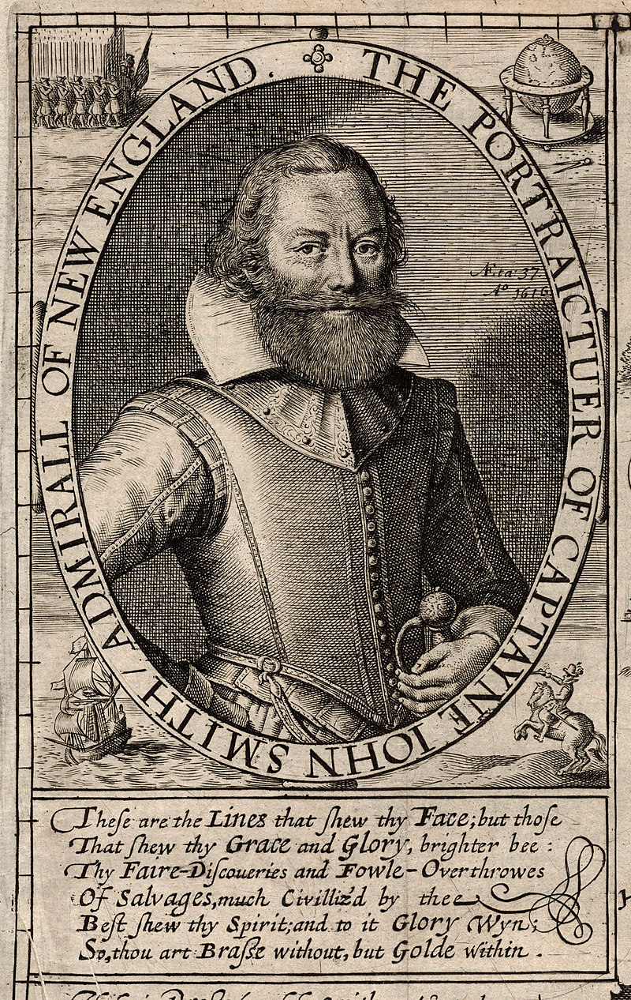 THE PORTRAICTUER OF CAPTAYNE IOHN SMITH / ADMIRALL OF NEW ENGLAND .
Æta: 37
Aº 1616
Theſe are the Lines that ſhew thy Face; but thoſe
That ſhew thy Grace and Glory, brighter bee :
Thy Faire-Diſcoueries and Fowle-Overthrowes
Of Salvages, much Civilliz'd by thee
Beſt ſhew thy Spirit; and to it Glory Wyn;
So, thou art Braſſe without, but Golde within .